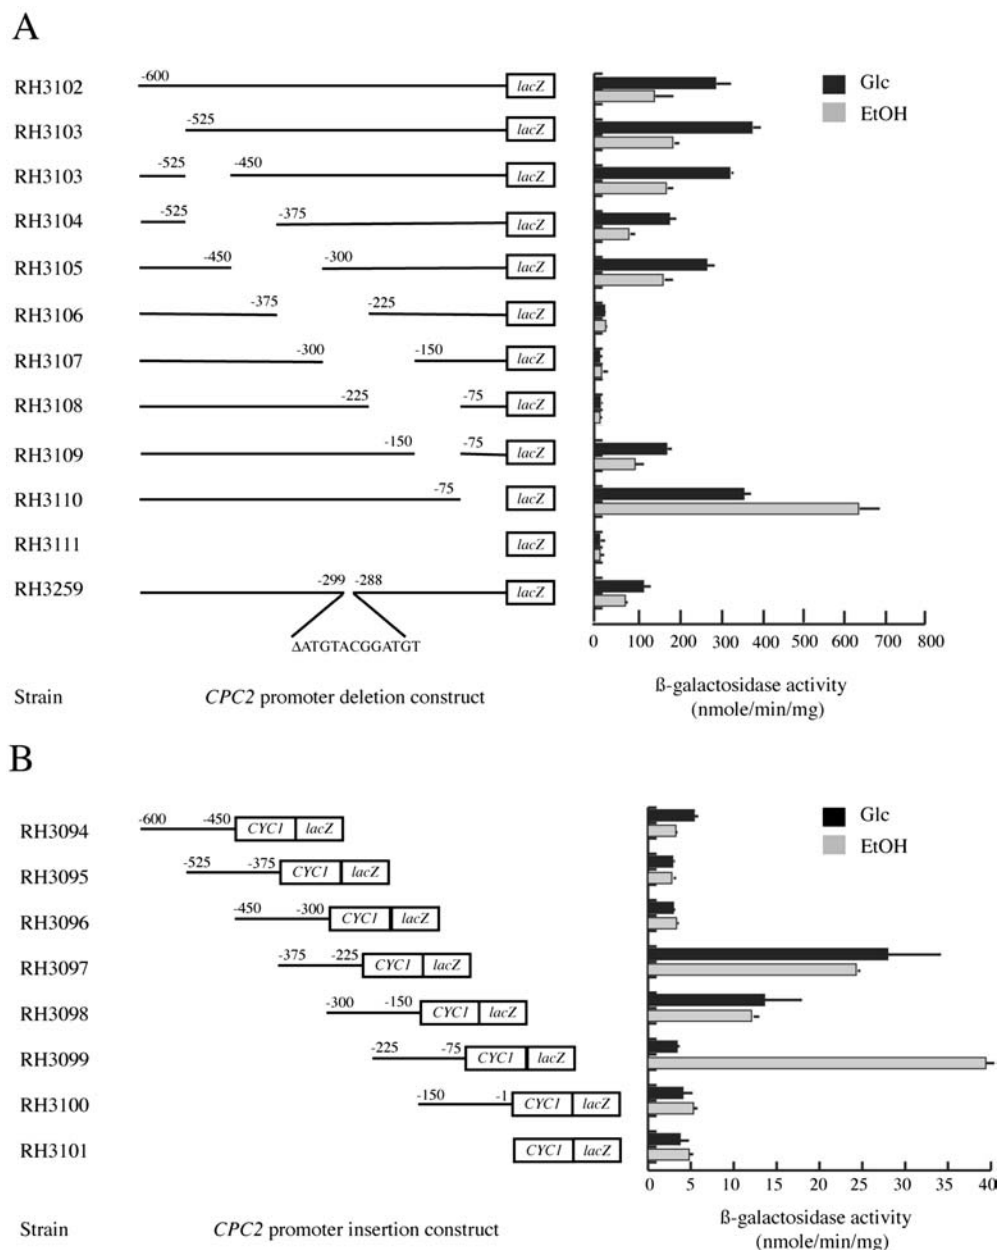 A
RH3102 -600 lacZ
Glc
EtOH
RH3103 -525 lacZ
RH3103 -525 -450 lacZ
RH3104 -525 -375 lacZ
RH3105 -450 -300 lacZ
RH3106 -375 -225 lacZ
RH3107 -300 -150 lacZ
RH3108 -225 -75 lacZ
RH3109 -150 -75 lacZ
RH3110 -75 lacZ
RH3111 lacZ
RH3259 -299 -288 lacZ
ΔATGTACGGATGT
0 100 200 300 400 500 600 700 800
Strain CPC2 promoter deletion construct ß-galactosidase activity
(nmole/min/mg)
B
RH3094 -600 -450 CYC1 lacZ
Glc
EtOH
RH3095 -525 -375 CYC1 lacZ
RH3096 -450 -300 CYC1 lacZ
RH3097 -375 -225 CYC1 lacZ
RH3098 -300 -150 CYC1 lacZ
RH3099 -225 -75 CYC1 lacZ
RH3100 -150 -1 CYC1 lacZ
RH3101 CYC1 lacZ
0 5 10 15 20 25 30 35 40
Strain CPC2 promoter insertion construct ß-galactosidase activity
(nmole/min/mg)